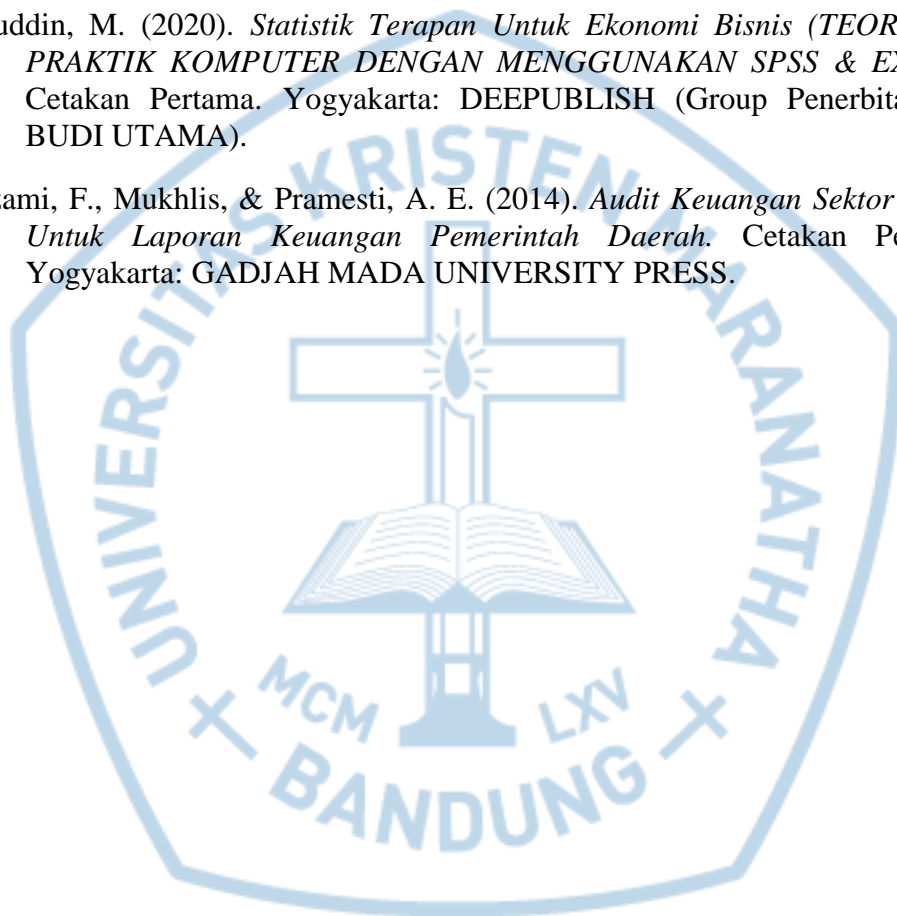 uddin, M. (2020). Statistik Terapan Untuk Ekonomi Bisnis (TEOR
PRAKTIK KOMPUTER DENGAN MENGGUNAKAN SPSS & EX
Cetakan Pertama. Yogyakarta: DEEPUBLISH (Group Penerbita
BUDI UTAMA).
zami, F., Mukhlis, & Pramesti, A. E. (2014). Audit Keuangan Sektor
Untuk Laporan Keuangan Pemerintah Daerah. Cetakan Pe
Yogyakarta: GADJAH MADA UNIVERSITY PRESS.
UNIVERSITAS KRISTEN MARANATHA
MCM LXV
BANDUNG